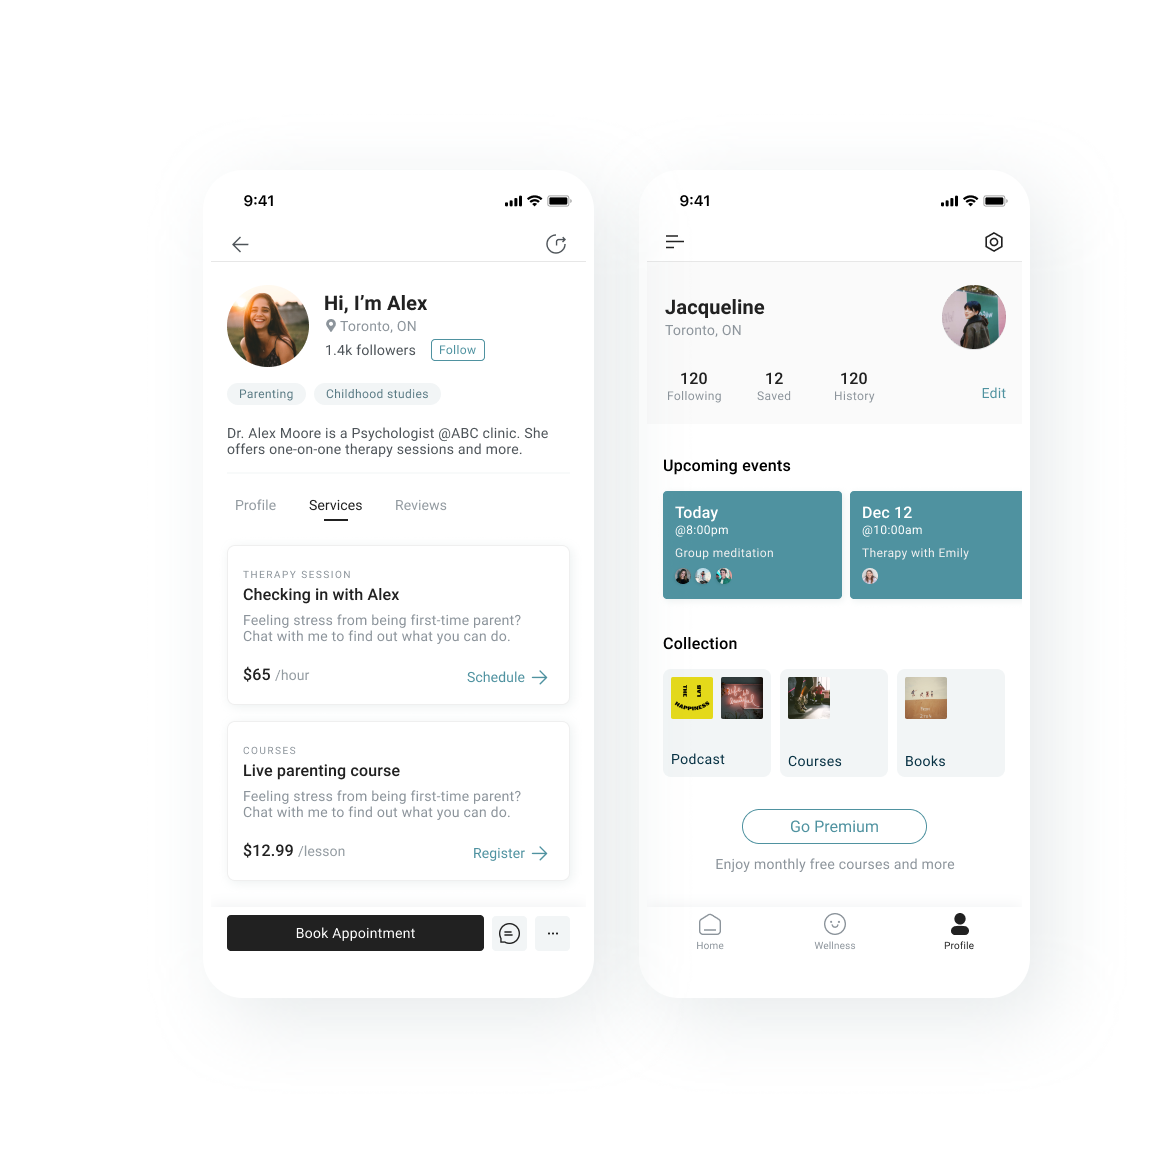 9:41
Hi, I’m Alex
Toronto, ON
1.4k followers
Follow
Parenting
Childhood studies
Dr. Alex Moore is a Psychologist @ABC clinic. She
offers one-on-one therapy sessions and more.
Profile
Services
Reviews
THERAPY SESSION
Checking in with Alex
Feeling stress from being first-time parent?
Chat with me to find out what you can do.
$65 /hour
Schedule
COURSES
Live parenting course
Feeling stress from being first-time parent?
Chat with me to find out what you can do.
$12.99 /lesson
Register
Book Appointment
9:41
Jacqueline
Toronto, ON
120
Following
12
Saved
120
History
Edit
Upcoming events
Today
@8:00pm
Group meditation
Dec 12
@10:00am
Therapy with Emily
Collection
THE
LAB
HAPPINESS
life is
beautiful
Podcast
Courses
Books
Go Premium
Enjoy monthly free courses and more
Home
Wellness
Profile